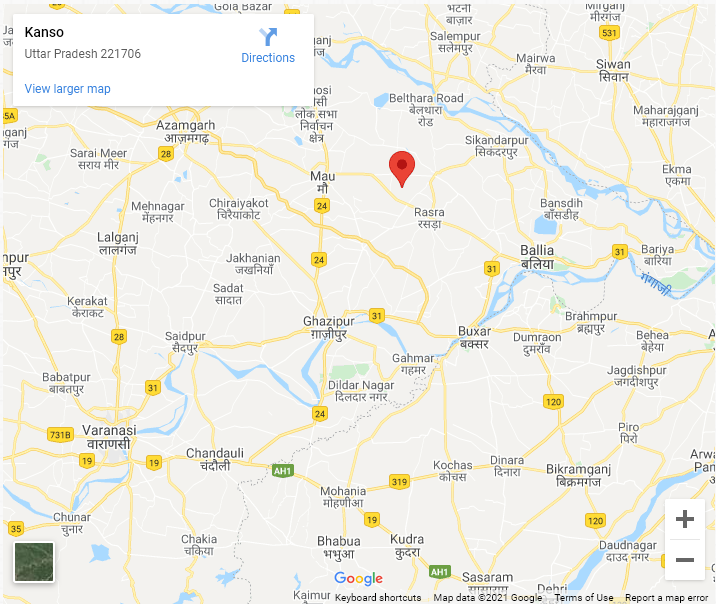 Gola Bazar
भटनी
बाज़ार
Mirganj
मीरगंज
531
Kanso
Uttar Pradesh 221706
Directions
View larger map
Salempur
सलेमपुर
Siwan
सिवान
Mairwa
मैरवा
Belthara Road
बेलथारा
रोड
लोक सभा
निर्वाचन
क्षेत्र
Maharajganj
महाराजगंज
Azamgarh
आज़मगढ़
28
Sikandarpur
सिकंदरपुर
Sarai Meer
सराय मीर
Mau
मौ
Ekma
एकमा
24
Mehnagar
मेंहनगर
Chiraiyakot
चिरैयाकोट
Rasra
रसड़ा
Bansdih
बाँसडीह
Lalganj
लालगंज
Jakhanian
जखनियाँ
24
Ballia
बलिया
31
31
Bariya
बारिया
गंगाजी
Sadat
सादात
Kerakat
केराकट
28
Saidpur
सैदपुर
Ghazipur
ग़ाज़ीपुर
31
Buxar
बक्सर
Brahmpur
ब्रह्मपुर
Dumraon
दुमराँव
Behea
बेहेया
Gahmar
गहमर
Babatpur
बाबतपुर
31
Dildar Nagar
दिलदार नगर
24
Jagdishpur
जगदीशपुर
120
Varanasi
वाराणसी
731B
19
19
Piro
पिरो
Chandauli
चंदौली
AH1
Kochas
कोचस
Dinara
दिनारा
Bikramganj
बिक्रमगंज
319
Mohania
मोहणीआ
19
120
Chunar
चुनार
35
Chakia
चकिया
Bhabua
भभुआ
Kudra
कुदरा
Daudnagar
दाउद नगर
AH1
Sasaram
Google
Keyboard shortcuts
Map data ©2021 Google
Terms of Use
Report a map error